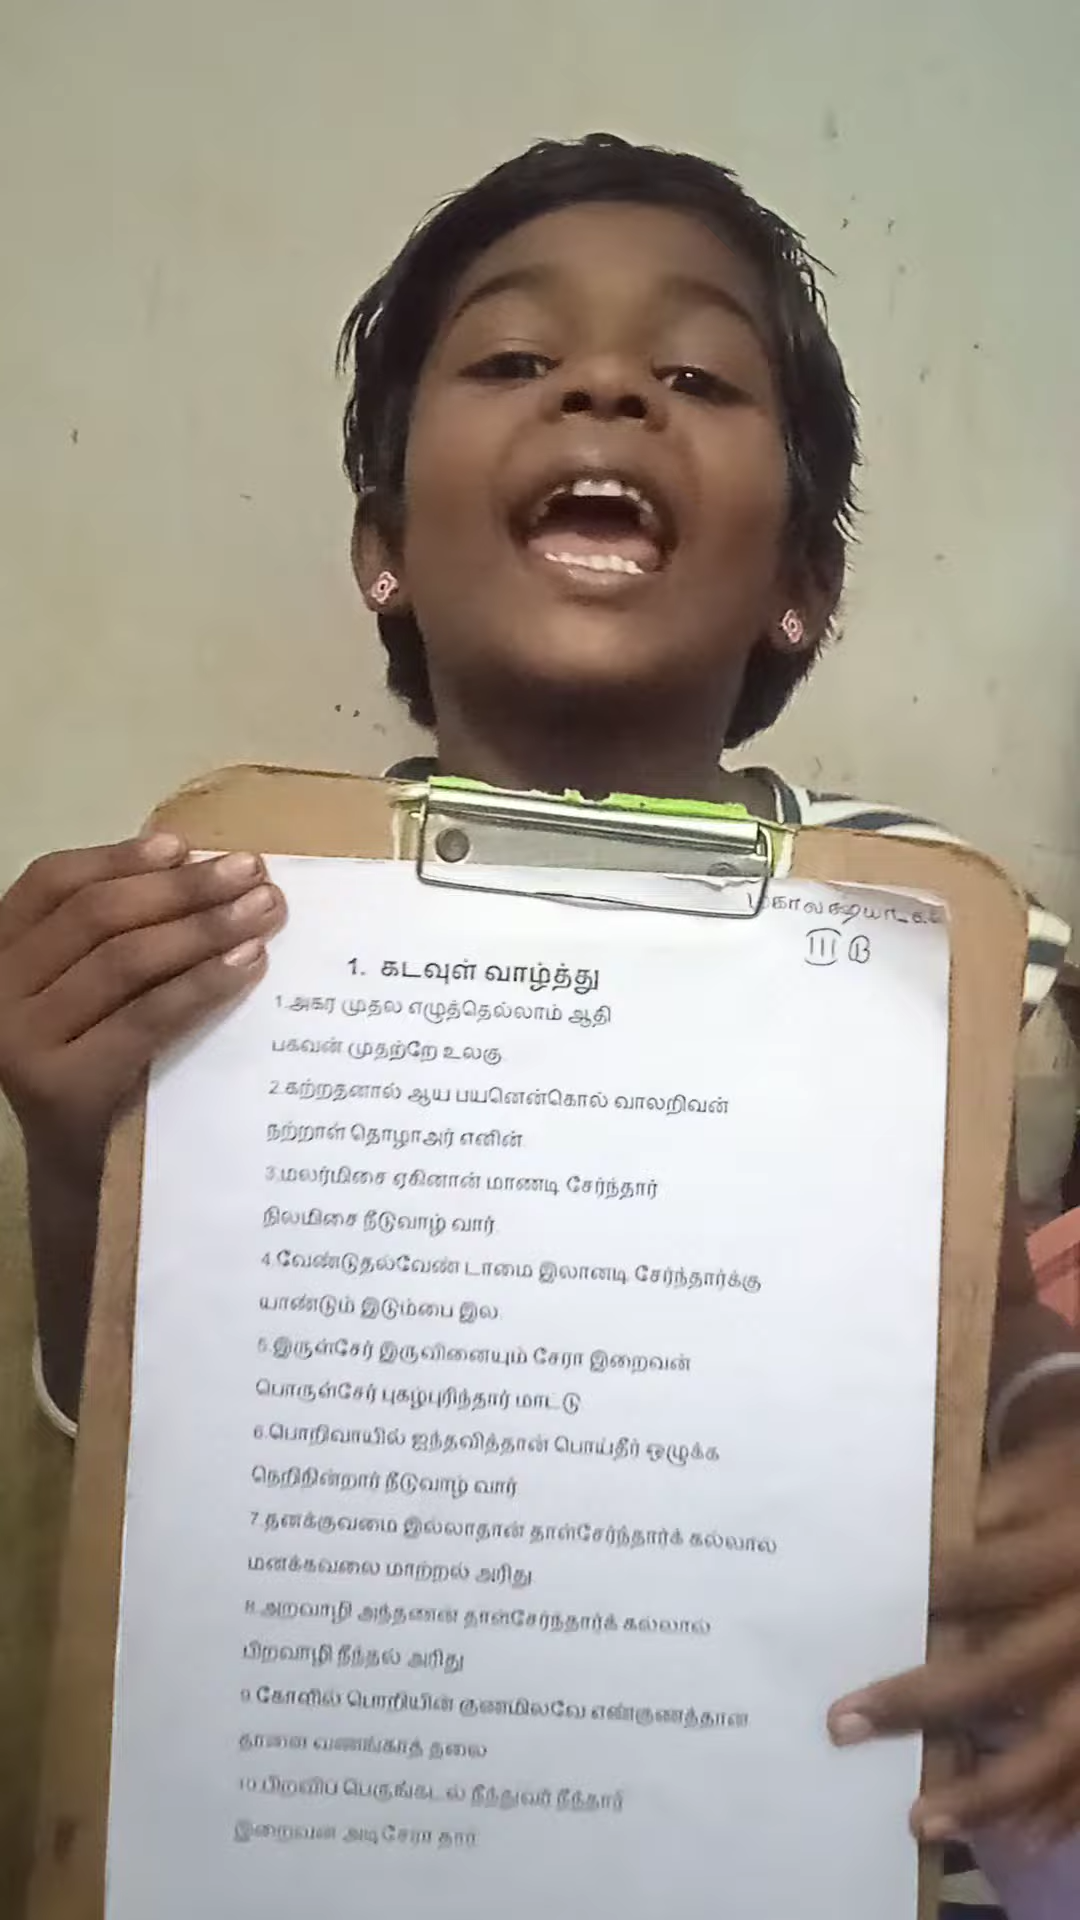 III B
1. கடவுள் வாழ்த்து
1.அகர முதல எழுத்தெல்லாம் ஆதி
பகவன் முதற்றே உலகு
2.கற்றதனால் ஆய பயனென்கொல் வாலறிவன்
நற்றாள் தொழாஅர் எனின்
3.மலர்மிசை ஏகினான் மாணடி சேர்ந்தார்
நிலமிசை நீடுவாழ் வார்.
4.வேண்டுதல்வேண் டாமை இலானடி சேர்ந்தார்க்கு
யாண்டும் இடும்பை இல.
5.இருள்சேர் இருவினையும் சேரா இறைவன்
பொருள்சேர் புகழ்புரிந்தார் மாட்டு
6.பொறிவாயில் ஐந்தவித்தான் பொய்தீர் ஒழுக்க
நெறிநின்றார் நீடுவாழ் வார்
7.தனக்குவமை இல்லாதான் தாள்சேர்ந்தார்க் கல்லால்
மனக்கவலை மாற்றல் அரிது
8.அறவாழி அந்தணன் தாள்சேர்ந்தார்க் கல்லால்
பிறவாழி நீந்தல் அரிது
9.கோளில் பொறியின் குணமிலவே எண்குணத்தான்
தாளை வணங்காத் தலை
10.பிறவிப் பெருங்கடல் நீந்துவர் நீந்தார்
இறைவன் அடிசேரா தார்